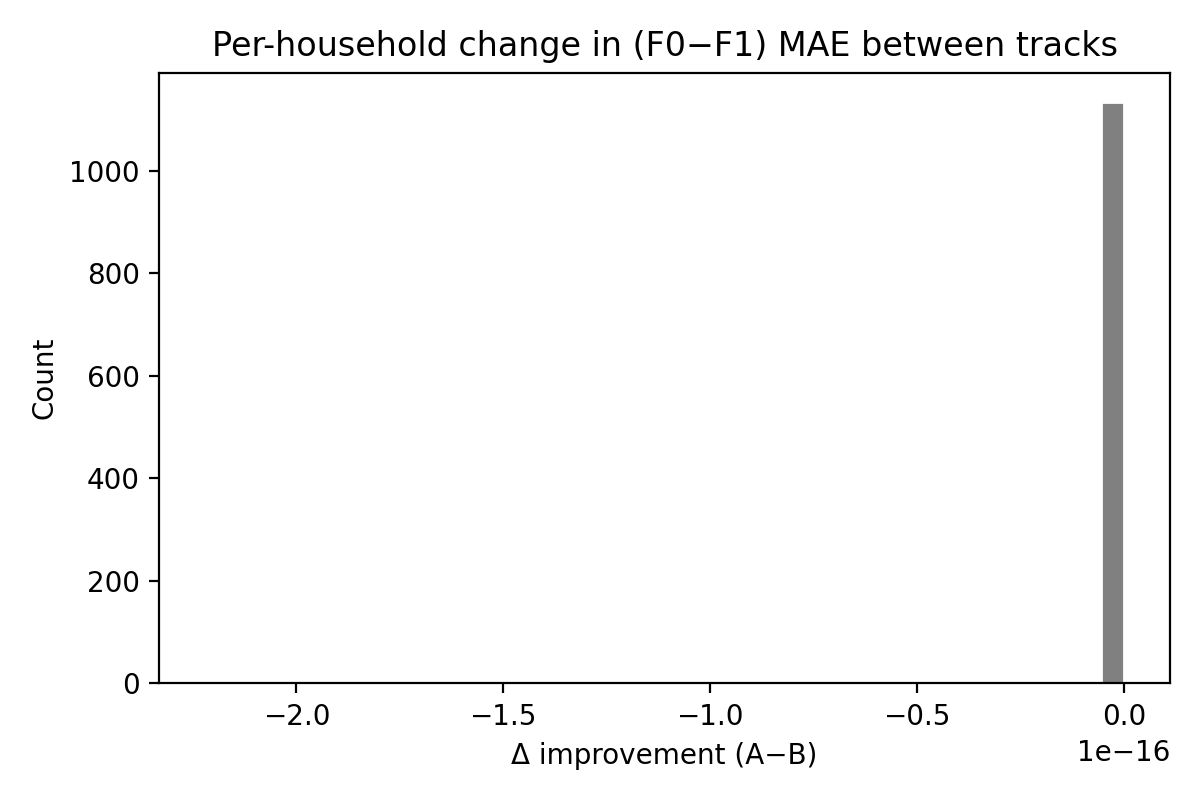 Per-household change in (F0−F1) MAE between tracks
Count
1000
800
600
400
200
0
−2.0 −1.5 −1.0 −0.5 0.0
1e−16
Δ improvement (A−B)